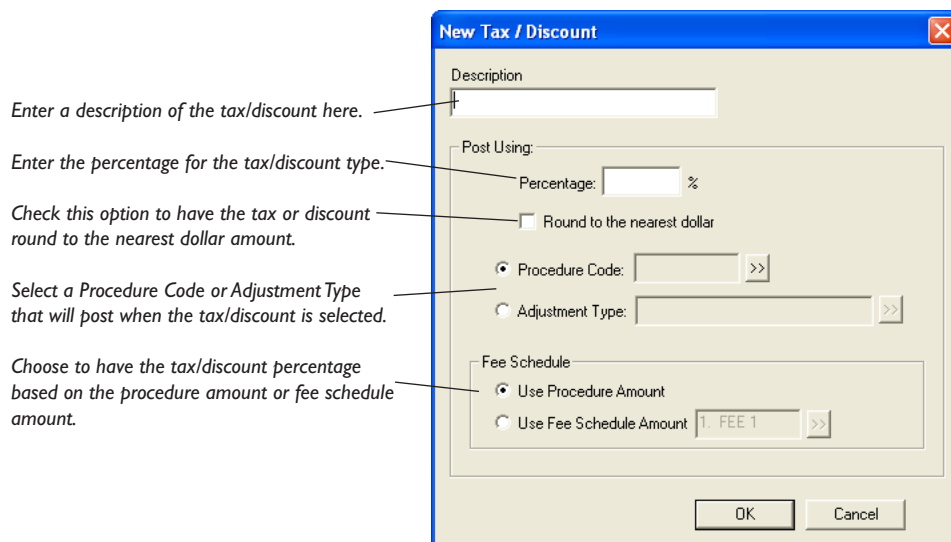 New Tax / Discount
Description
Enter a description of the tax/discount here.
Post Using:
Enter the percentage for the tax/discount type.
Percentage: %
Check this option to have the tax or discount
round to the nearest dollar amount.
Round to the nearest dollar
Procedure Code: >>
Select a Procedure Code or Adjustment Type
that will post when the tax/discount is selected.
Adjustment Type: >>
Choose to have the tax/discount percentage
based on the procedure amount or fee schedule
amount.
Fee Schedule
Use Procedure Amount
Use Fee Schedule Amount 1. FEE 1 >>
OK Cancel